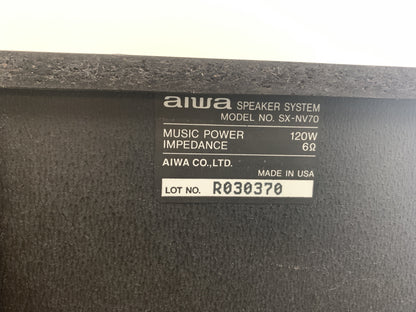 aiwa SPEAKER SYSTEM
MODEL NO. SX-NV70
MUSIC POWER 120W
IMPEDANCE 6Ω
AIWA CO.,LTD.
MADE IN USA
LOT NO. R030370